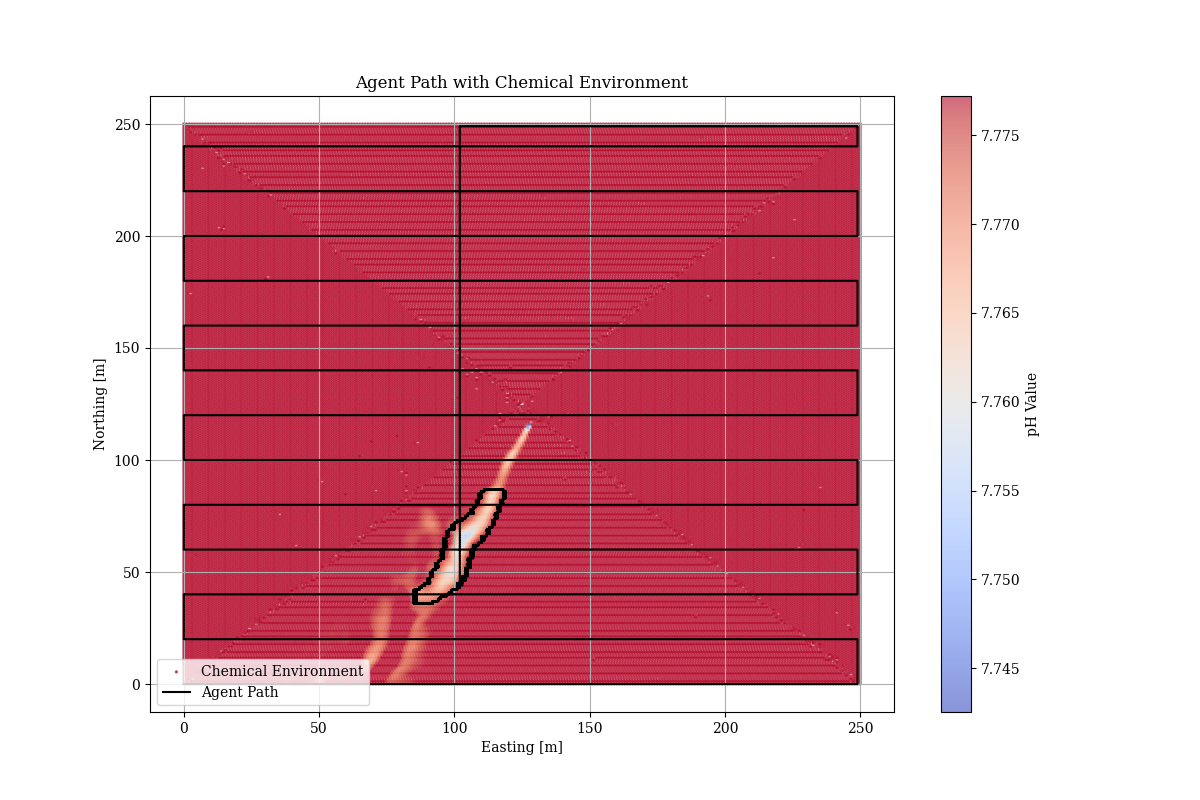 Agent Path with Chemical Environment
250
200
150
100
50
0
Northing [m]
0 50 100 150 200 250
Easting [m]
Chemical Environment
Agent Path
7.775
7.770
7.765
7.760
7.755
7.750
7.745
pH Value